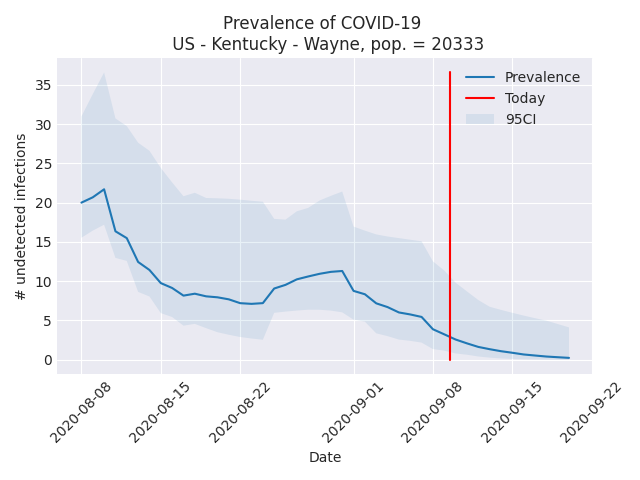 Prevalence of COVID-19
US - Kentucky - Wayne, pop. = 20333
Prevalence
Today
95CI
# undetected infections
35
30
25
20
15
10
5
0
2020-08-08
2020-08-15
2020-08-22
2020-09-01
2020-09-08
2020-09-15
2020-09-22
Date